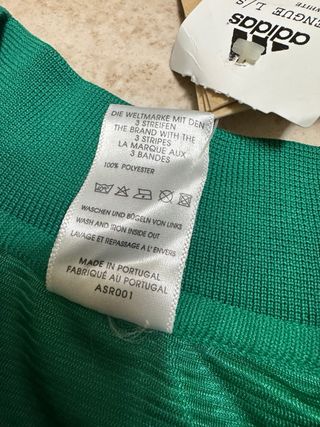 ENGUE L/S
WHITE
adidas
DIE WELTMARKE MIT DEN
3 STREIFEN
THE BRAND WITH THE
3 STRIPES
LA MARQUE AUX
3 BANDES
100% POLYESTER
WASCHEN UND BÜGELN VON LINKS
WASH AND IRON INSIDE OUT
LAVAGE ET REPASSAGE A L'ENVERS
MADE IN PORTUGAL
FABRIQUÉ AU PORTUGAL
ASR001